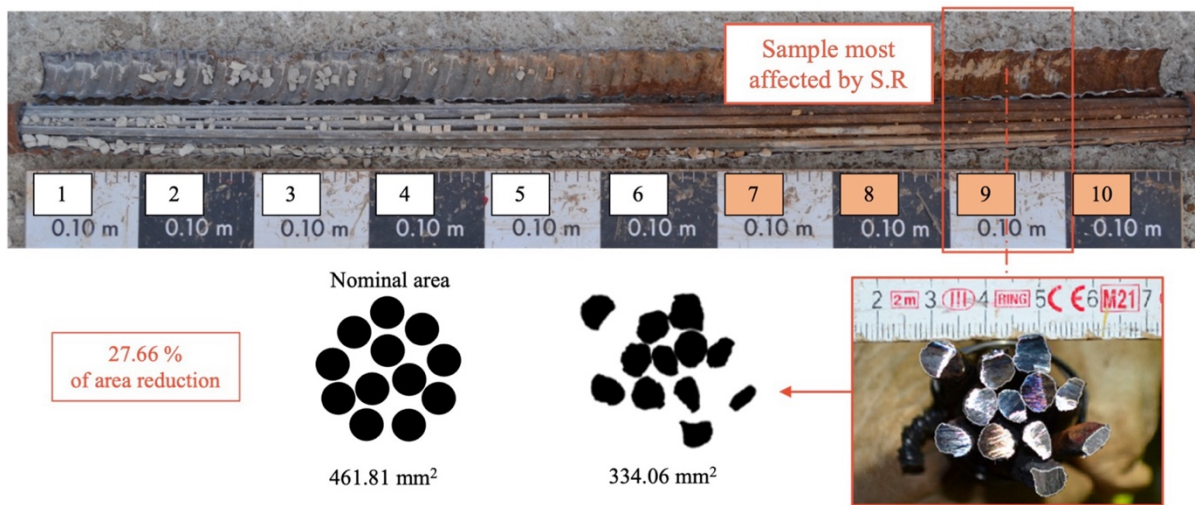 Sample most
affected by S.R
1 2 3 4 5 6 7 8 9 10
0.10 m 0.10 m 0.10 m 0.10 m 0.10 m 0.10 m 0.10 m 0.10 m 0.10 m 0.10 m
Nominal area
27.66 %
of area reduction
461.81 mm²
334.06 mm²
2 2m 3 III 4 RING 5 CE 6 M21 7